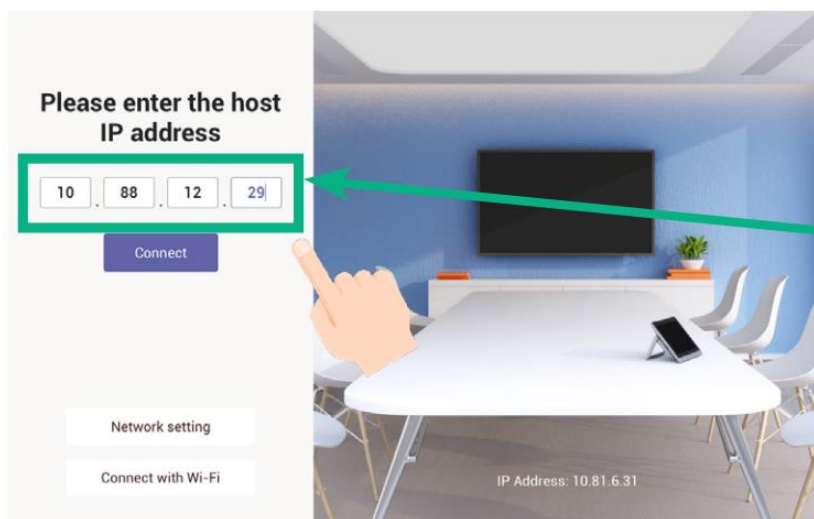 Please enter the host
IP address
10 . 88 . 12 . 29
Connect
Network setting
Connect with Wi-Fi
IP Address: 10.81.6.31